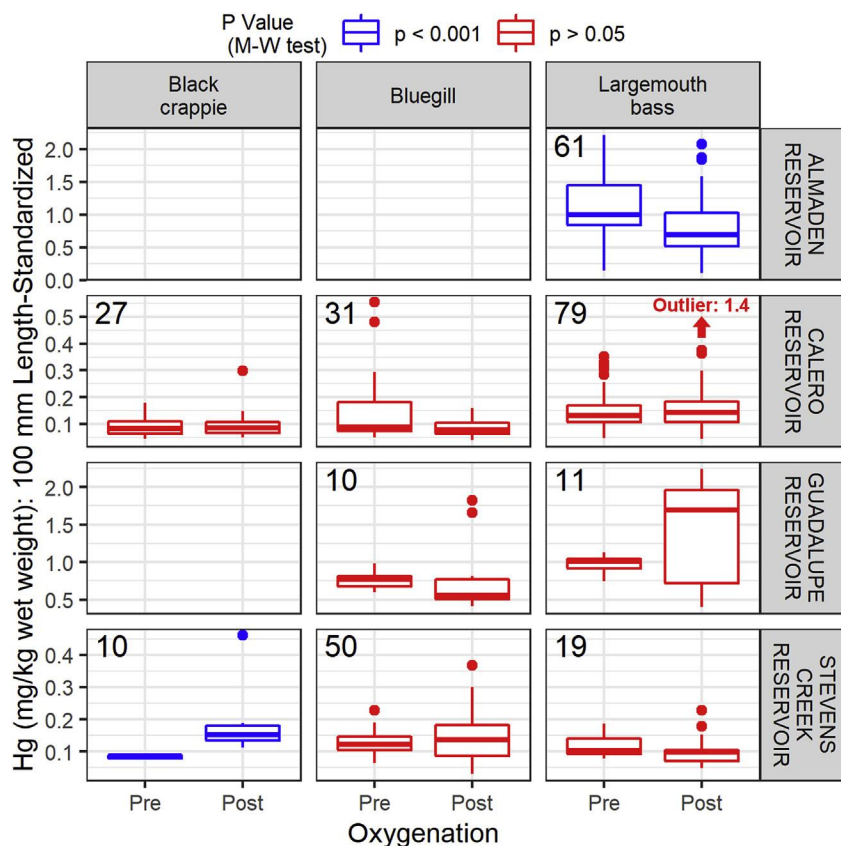 P Value
(M-W test)
p < 0.001
p > 0.05
Black
crappie
Bluegill
Largemouth
bass
Hg (mg/kg wet weight): 100 mm Length-Standardized
2.0
1.5
1.0
0.5
0.0
61
ALMADEN
RESERVOIR
0.5
0.4
0.3
0.2
0.1
27
31
79
Outlier: 1.4
CALERO
RESERVOIR
2.0
1.0
0.5
10
11
GUADALUPE
RESERVOIR
0.4
0.3
0.2
0.1
10
50
19
STEVENS
CREEK
RESERVOIR
Pre
Post
Pre
Post
Pre
Post
Oxygenation